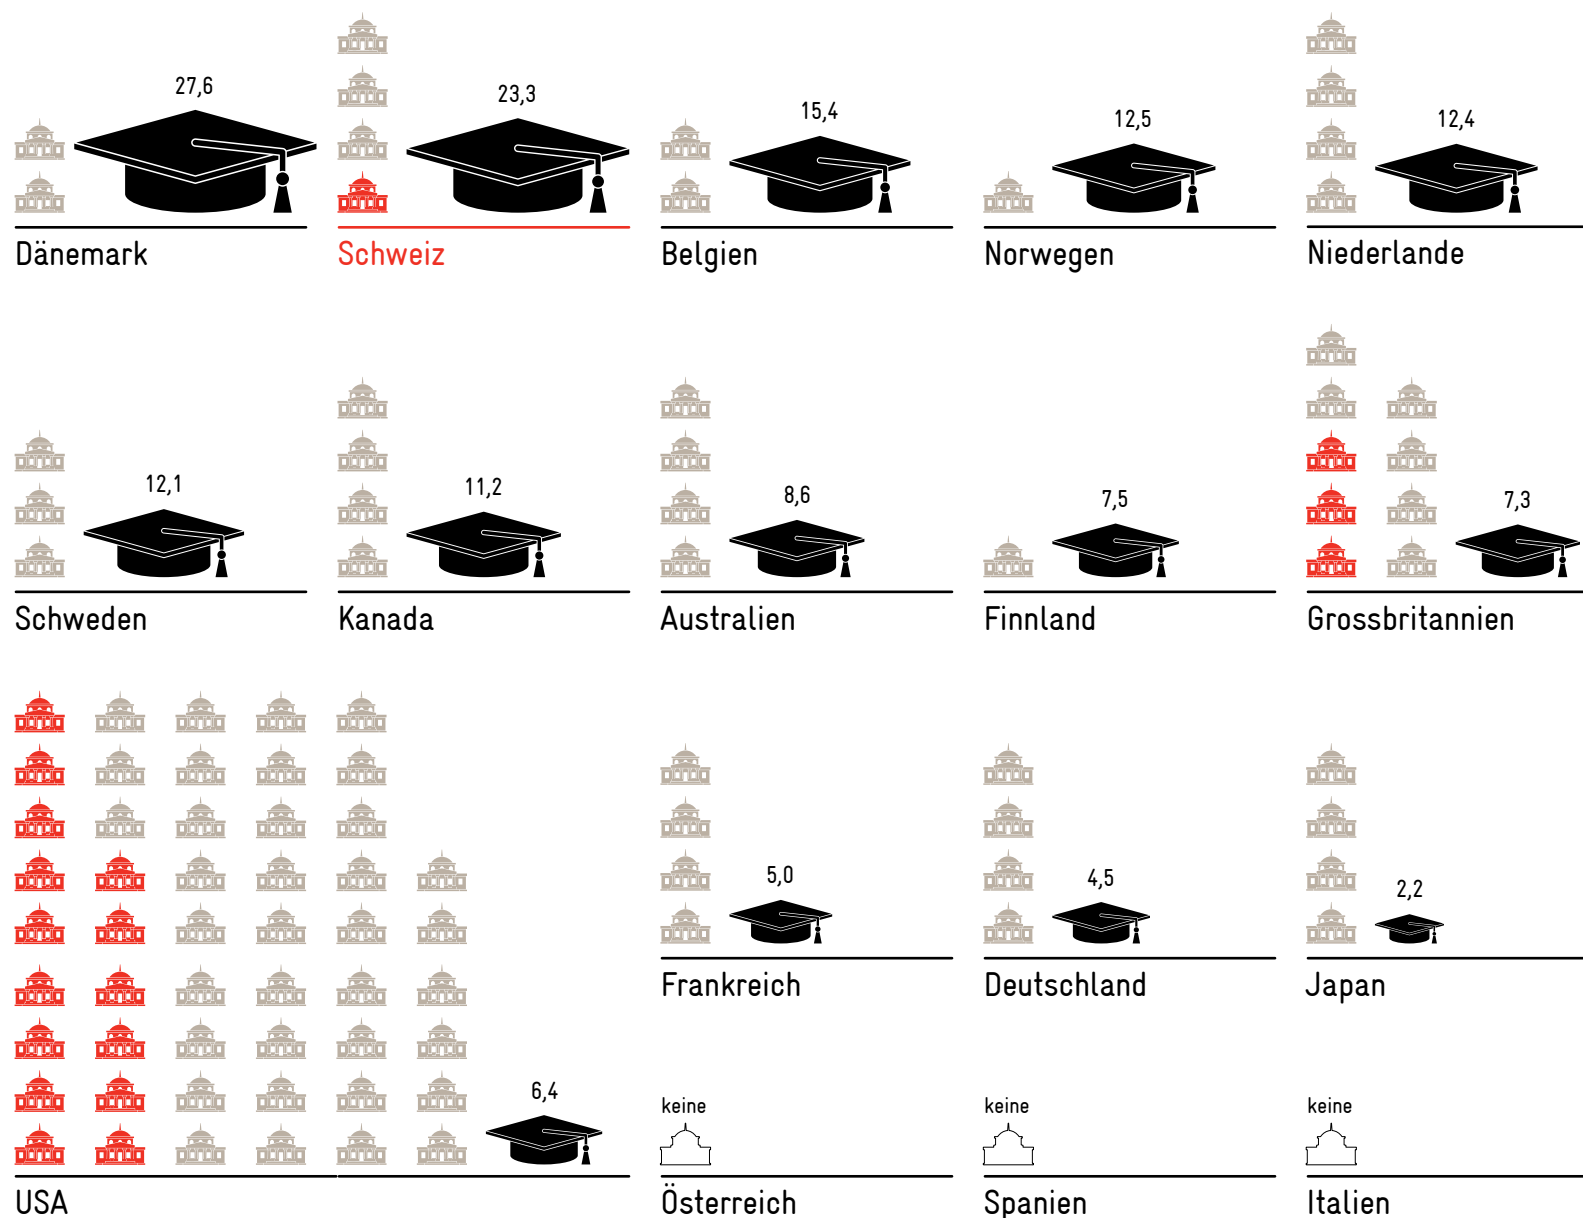 27,6
Dänemark
23,3
Schweiz
15,4
Belgien
12,5
Norwegen
12,4
Niederlande
12,1
Schweden
11,2
Kanada
8,6
Australien
7,5
Finnland
7,3
Grossbritannien
6,4
USA
5,0
Frankreich
4,5
Deutschland
2,2
Japan
keine
Österreich
keine
Spanien
keine
Italien